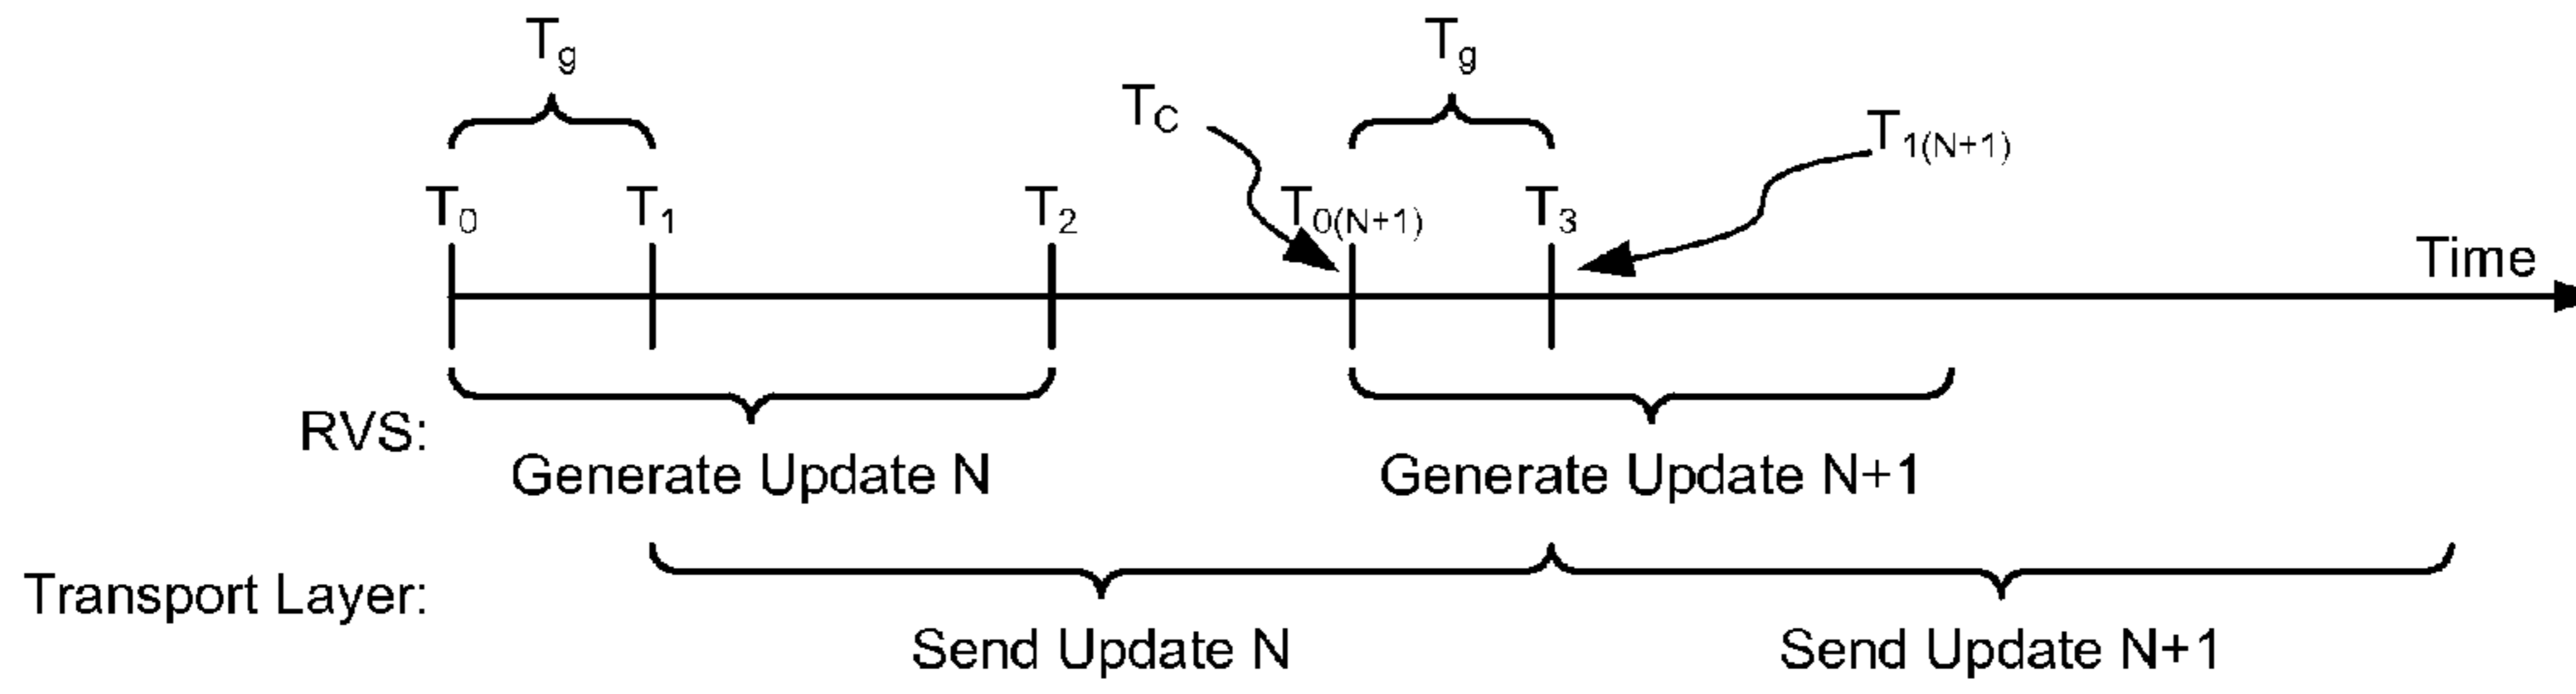 Tg Tg
TC T1(N+1)
T0 T1 T2 T0(N+1) T3
Time
RVS:
Generate Update N Generate Update N+1
Transport Layer:
Send Update N Send Update N+1